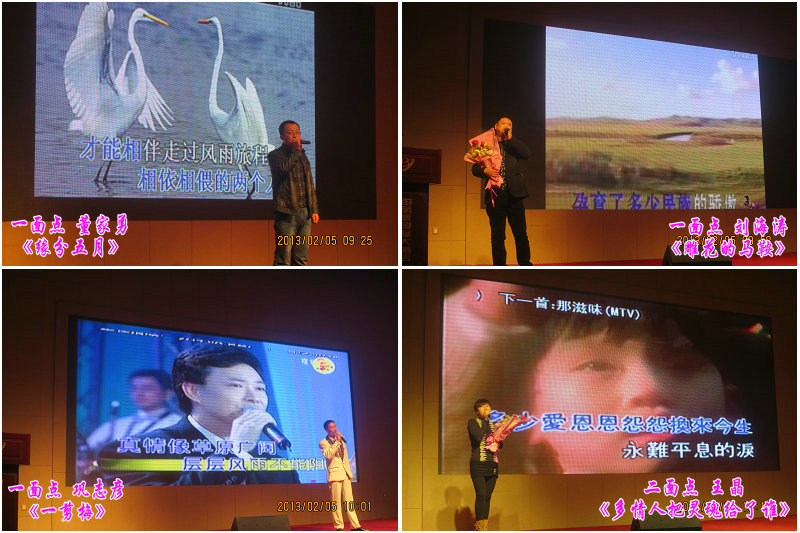 才能相伴走过风雨旅程
相依相偎的两个人
一面点 董家勇
《缘分五月》
2013/02/05 09:25
孕育了多少民族的骄傲
一面点 刘海涛
《雕花的马鞍》
真情像草原广阔
层层风雨不能阻
一面点 巩志彦
《一剪梅》
2013/02/05 10:01
》 下一首:那滋味(MTV)
多少愛恩恩怨怨換來今生
永難平息的淚
二面点 王晶
《多情人把灵魂给了谁》